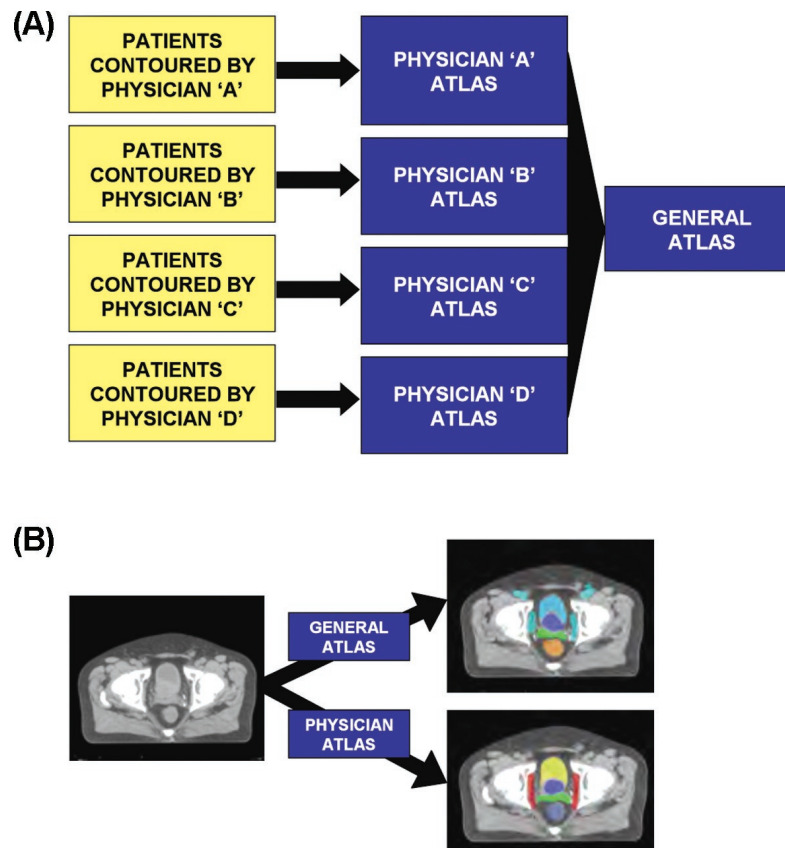 (A)
PATIENTS
CONTOURED BY
PHYSICIAN ‘A’
PHYSICIAN ‘A’
ATLAS
PATIENTS
CONTOURED BY
PHYSICIAN ‘B’
PHYSICIAN ‘B’
ATLAS
PATIENTS
CONTOURED BY
PHYSICIAN ‘C’
PHYSICIAN ‘C’
ATLAS
PATIENTS
CONTOURED BY
PHYSICIAN ‘D’
PHYSICIAN ‘D’
ATLAS
GENERAL
ATLAS
(B)
GENERAL
ATLAS
PHYSICIAN
ATLAS